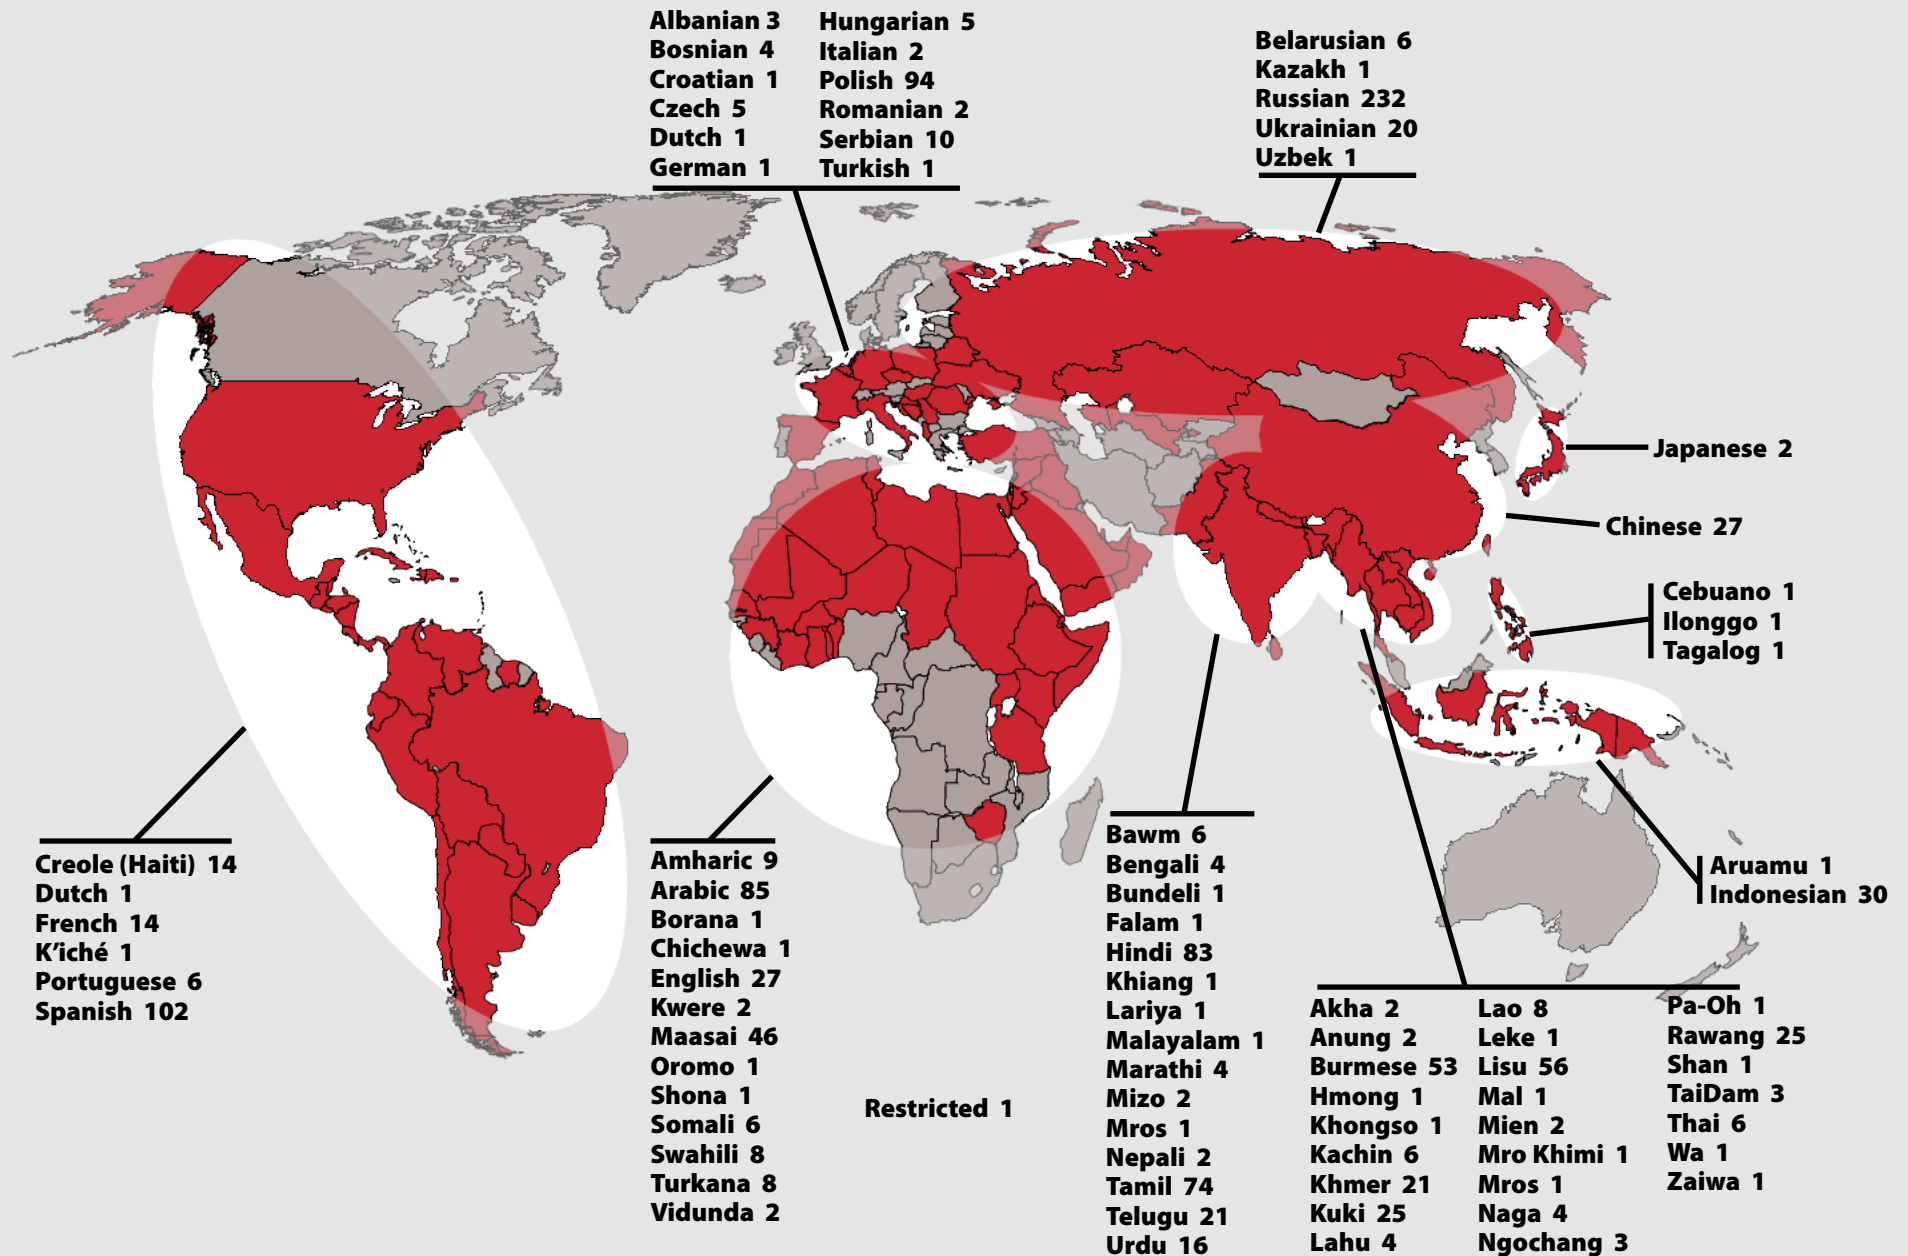 Albanian 3
Bosnian 4
Croatian 1
Czech 5
Dutch 1
German 1
Hungarian 5
Italian 2
Polish 94
Romanian 2
Serbian 10
Turkish 1
Belarusian 6
Kazakh 1
Russian 232
Ukrainian 20
Uzbek 1
Japanese 2
Chinese 27
Cebuano 1
Ilonggo 1
Tagalog 1
Aruamu 1
Indonesian 30
Creole (Haiti) 14
Dutch 1
French 14
K'iché 1
Portuguese 6
Spanish 102
Amharic 9
Arabic 85
Borana 1
Chichewa 1
English 27
Kwere 2
Maasai 46
Oromo 1
Shona 1
Somali 6
Swahili 8
Turkana 8
Vidunda 2
Restricted 1
Bawm 6
Bengali 4
Bundeli 1
Falam 1
Hindi 83
Khiang 1
Lariya 1
Malayalam 1
Marathi 4
Mizo 2
Mros 1
Nepali 2
Tamil 74
Telugu 21
Urdu 16
Akha 2
Anung 2
Burmese 53
Hmong 1
Khongso 1
Kachin 6
Khmer 21
Kuki 25
Lahu 4
Lao 8
Leke 1
Lisu 56
Mal 1
Mien 2
Mro Khimi 1
Mros 1
Naga 4
Ngochang 3
Pa-Oh 1
Rawang 25
Shan 1
TaiDam 3
Thai 6
Wa 1
Zaiwa 1